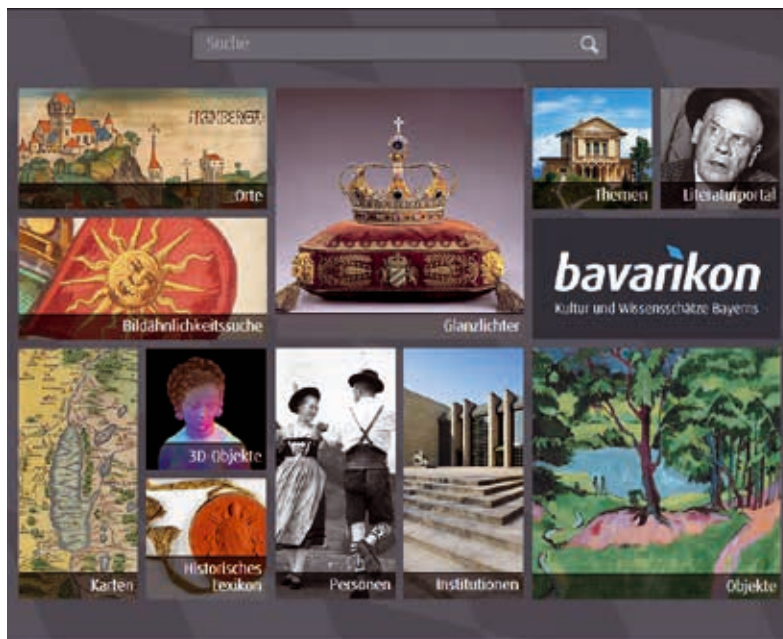 Suche
Orte
Themen
Literaturportal
Bildähnlichkeitssuche
Glanzlichter
bavarikon
Kultur und Wissensschätze Bayerns
Karten
3D-Objekte
Historisches
Lexikon
Personen
Institutionen
Objekte